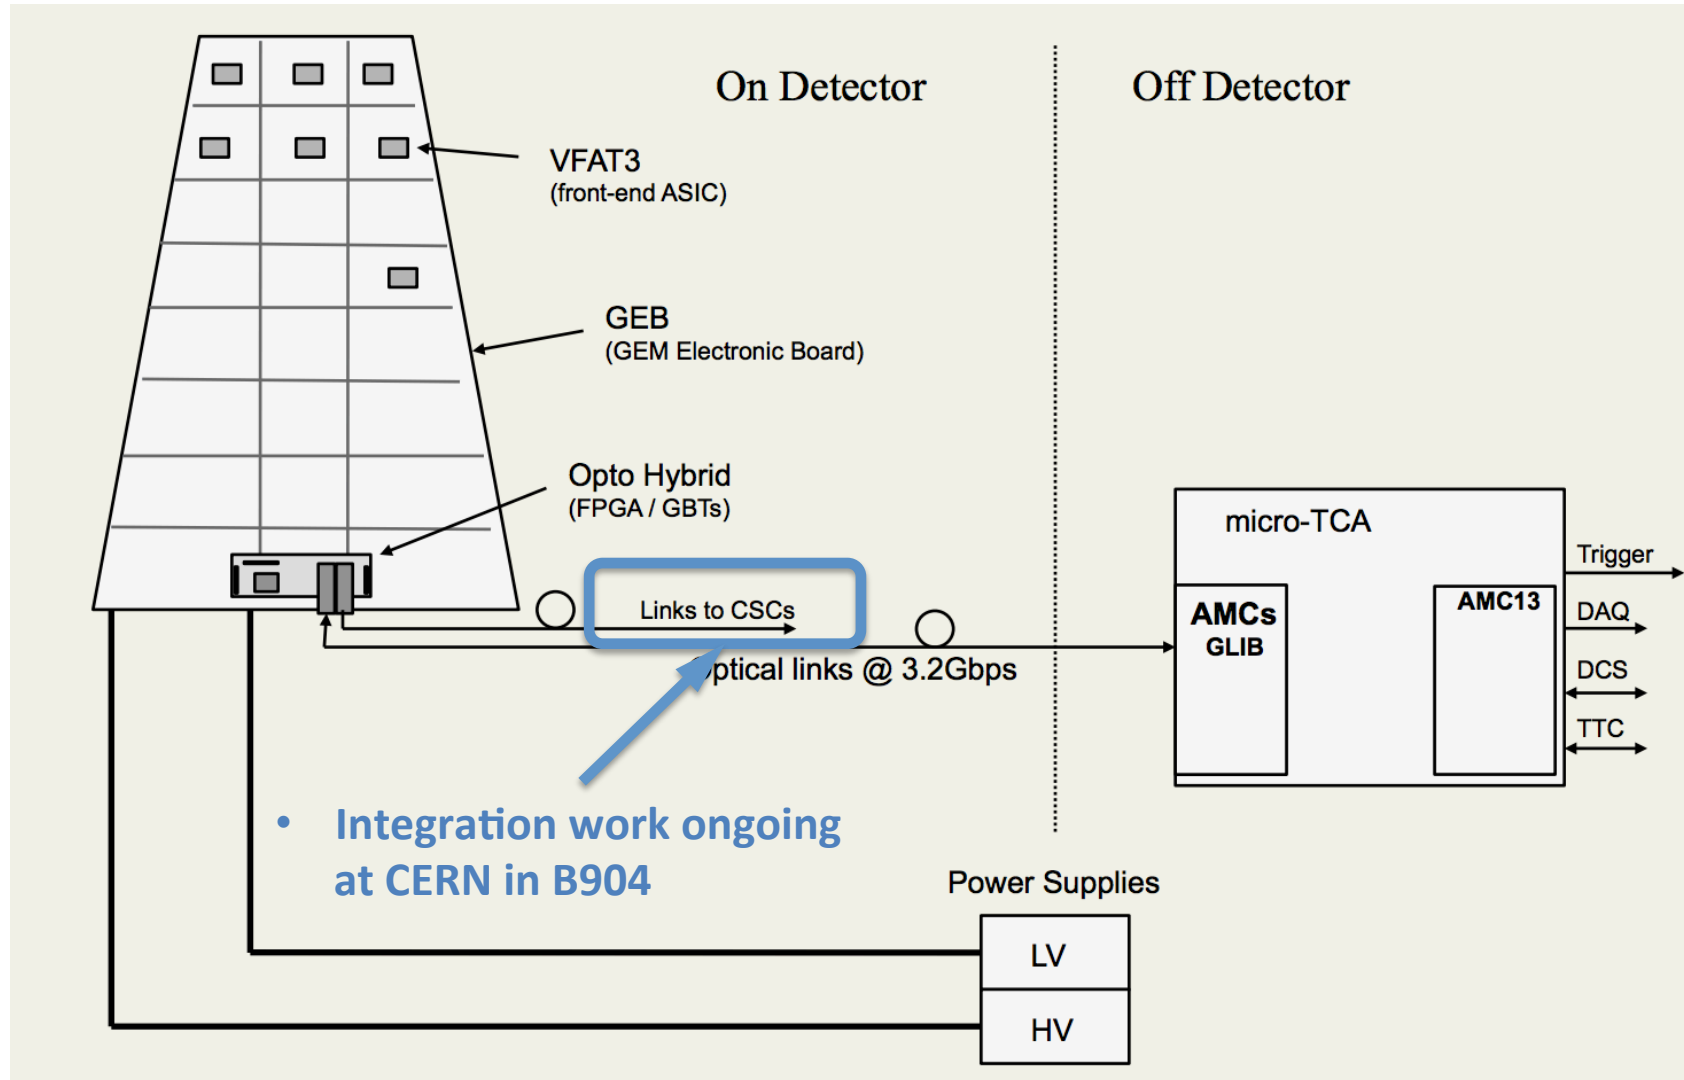 On Detector
Off Detector
VFAT3
(front-end ASIC)
GEB
(GEM Electronic Board)
Opto Hybrid
(FPGA / GBTs)
Links to CSCs
Optical links @ 3.2Gbps
micro-TCA
AMCs
GLIB
AMC13
Trigger
DAQ
DCS
TTC
• Integration work ongoing
at CERN in B904
Power Supplies
LV
HV